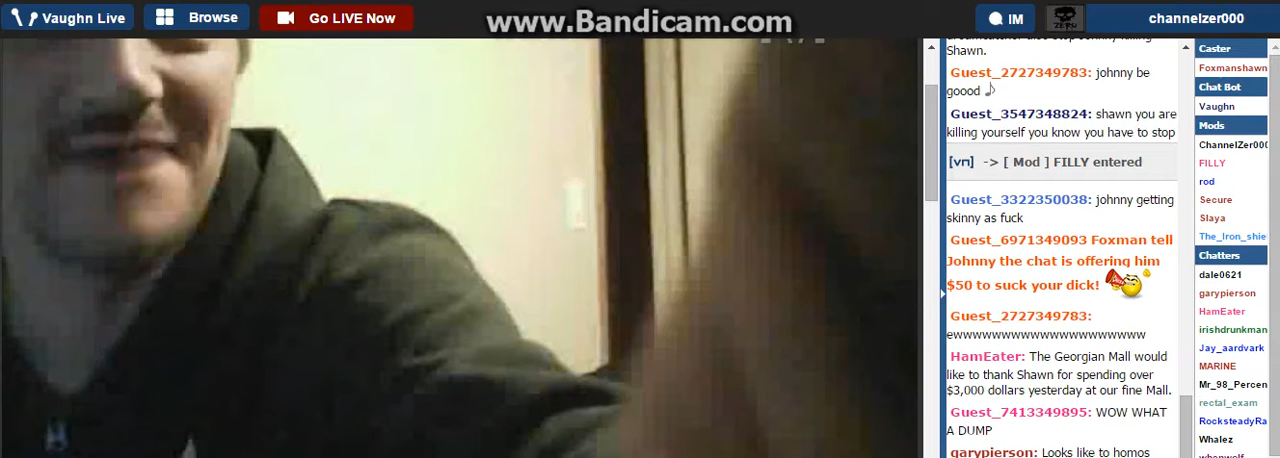 Vaughn Live Browse Go LIVE Now www.Bandicam.com IM channelzer000
Shawn.
Guest_2727349783: johnny be
goood
Guest_3547348824: shawn you are
killing yourself you know you have to stop
[vn] -> [ Mod ] FILLY entered
Guest_3322350038: johnny getting
skinny as fuck
Guest_6971349093 Foxman tell
Johnny the chat is offering him
$50 to suck your dick!
Guest_2727349783:
ewwwwwwwwwwwwwwwwwwwwwww
HamEater: The Georgian Mall would
like to thank Shawn for spending over
$3,000 dollars yesterday at our fine Mall.
Guest_7413349895: WOW WHAT
A DUMP
garypierson: Looks like to homos
Caster
Foxmanshawn
Chat Bot
Vaughn
Mods
ChannelZer000
FILLY
rod
Secure
Slaya
The_Iron_shie
Chatters
dale0621
garypierson
HamEater
irishdrunkman
Jay_aardvark
MARINE
Mr_98_Percen
rectal_exam
RocksteadyRa
Whalez
whenwolf